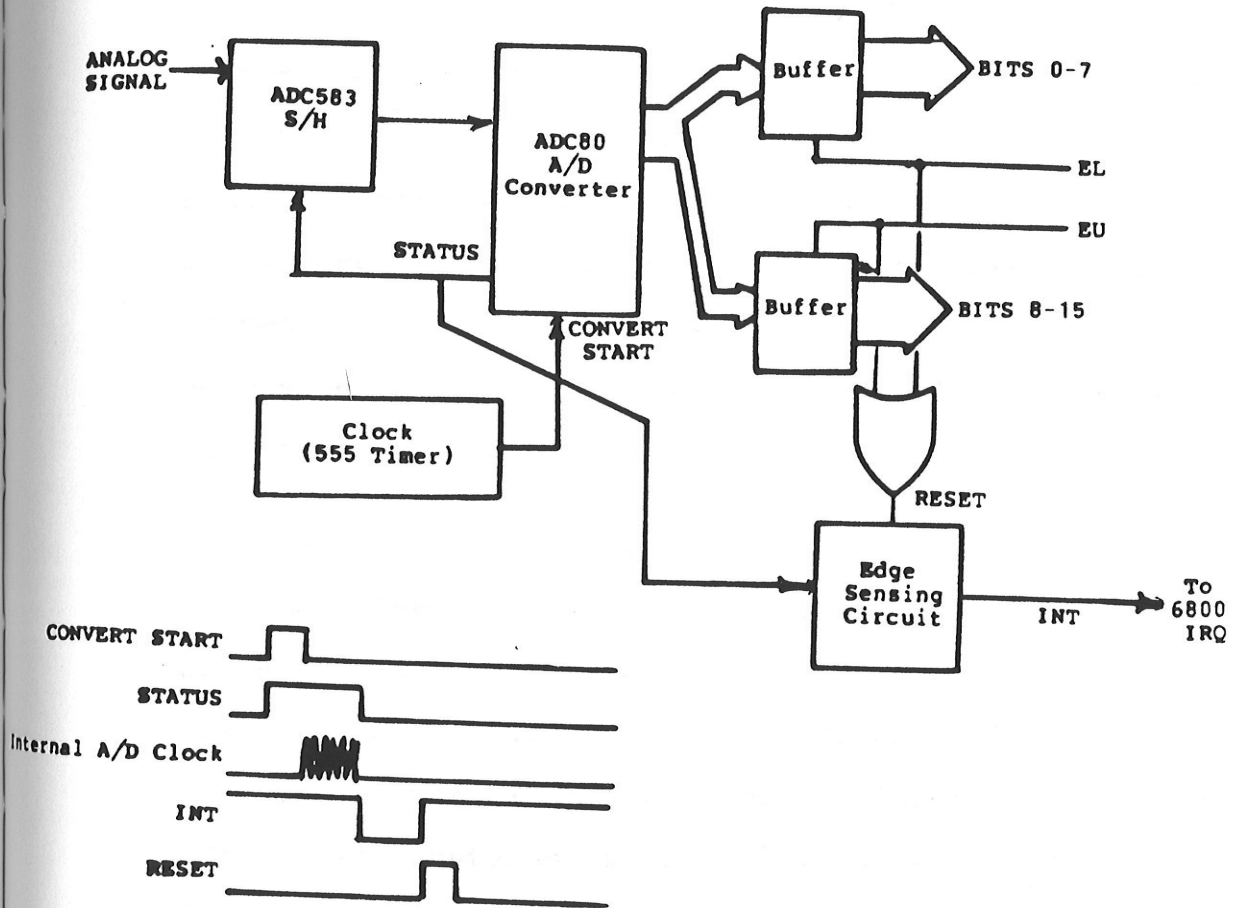 ANALOG
SIGNAL
ADC583
S/H
ADC80
A/D
Converter
Buffer
BITS 0-7
EL
EU
STATUS
Buffer
BITS 8-15
CONVERT
START
Clock
(555 Timer)
RESET
Edge
Sensing
Circuit
INT
To
6800
IRQ
CONVERT START
STATUS
Internal A/D Clock
INT
RESET